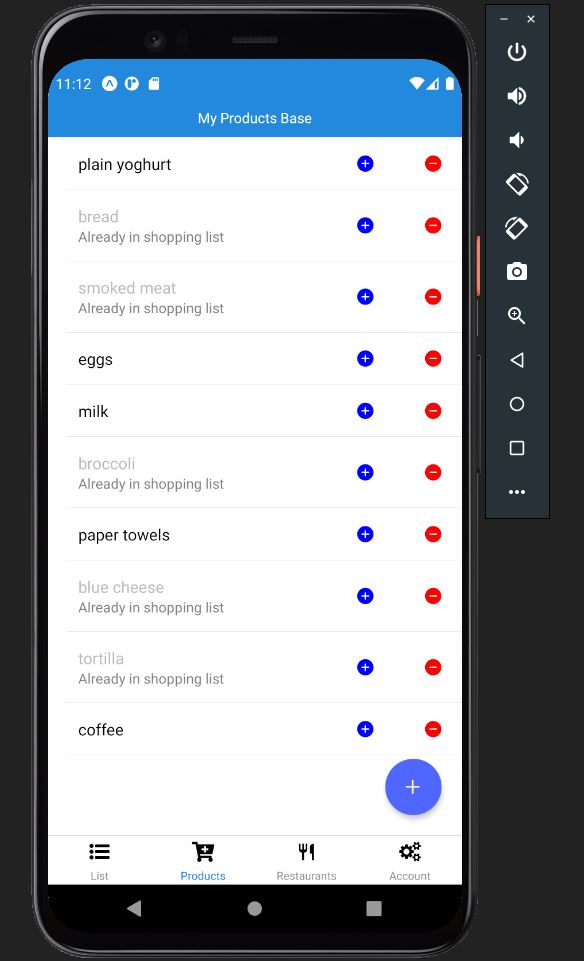 11:12
My Products Base
plain yoghurt
bread
Already in shopping list
smoked meat
Already in shopping list
eggs
milk
broccoli
Already in shopping list
paper towels
blue cheese
Already in shopping list
tortilla
Already in shopping list
coffee
List
Products
Restaurants
Account